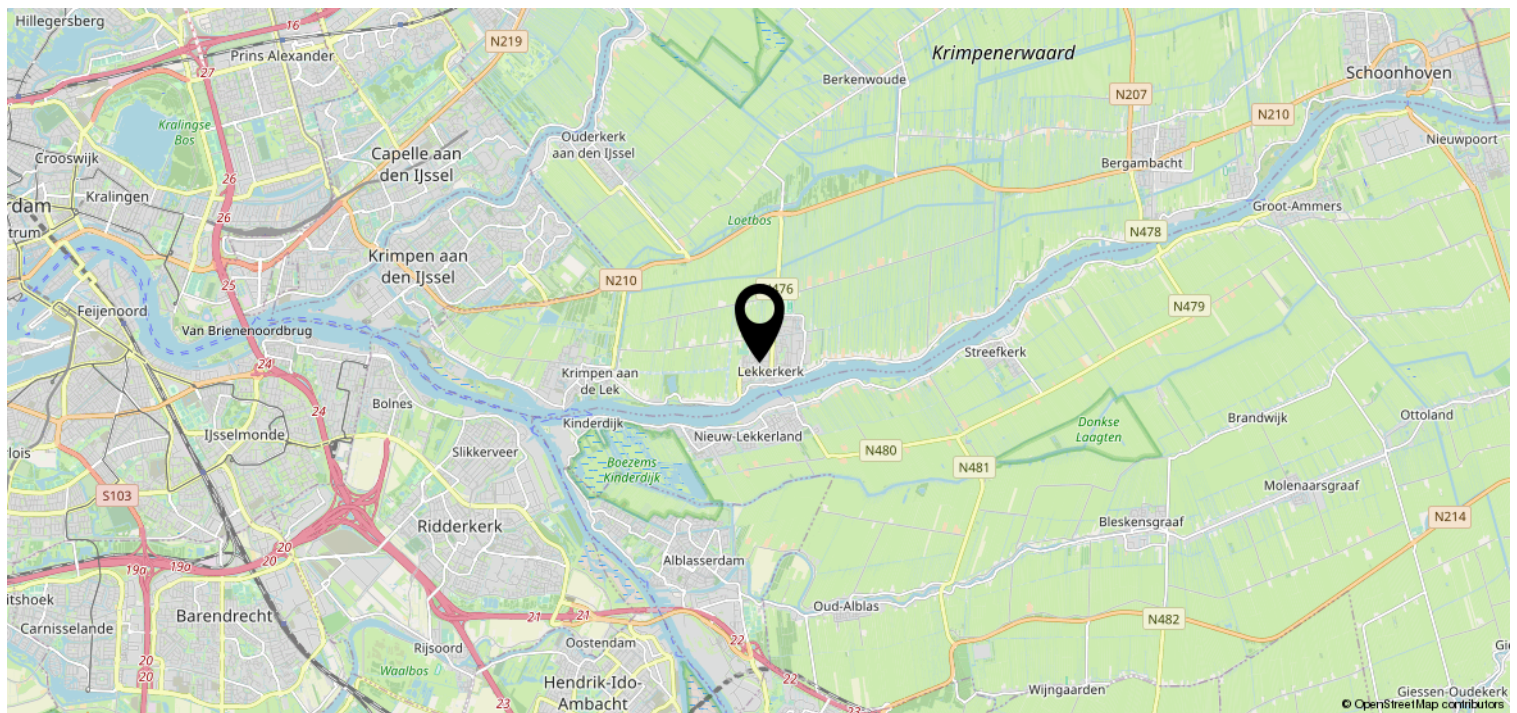 Hillegersberg
16
N219
Krimpenerwaard
Prins Alexander
27
Berkenwoude
Schoonhoven
N207
N210
Kralingse
Bos
Ouderkerk
aan den IJssel
Nieuwpoort
Crooswijk
Capelle aan
den IJssel
Bergambacht
26
Kralingen
rdam
trum
26
Loetbos
Groot-Ammers
N478
Krimpen aan
den IJssel
N210
25
476
N479
Feijenoord
Van Brienenoordbrug
24
Streefkerk
Krimpen aan
de Lek
Lekkerkerk
24
Bolnes
Kinderdijk
Donkse
Laagten
Brandwijk
Ottoland
IJsselmonde
Nieuw-Lekkerland
N480
Slikkerveer
rlois
Boezems
Kinderdijk
N481
S103
Molenaarsgraaf
Ridderkerk
N214
Bleskensgraaf
20
20
19a
19a
Alblasserdam
itshoek
Barendrecht
21
21
Oud-Alblas
N482
Carnisselande
Rijsoord
Oostendam
22
20
20
Waalbos
22
Hendrik-Ido-
Ambacht
23
23
Wijngaarden
Gie
Giessen-Oudekerk
© OpenStreetMap contributors